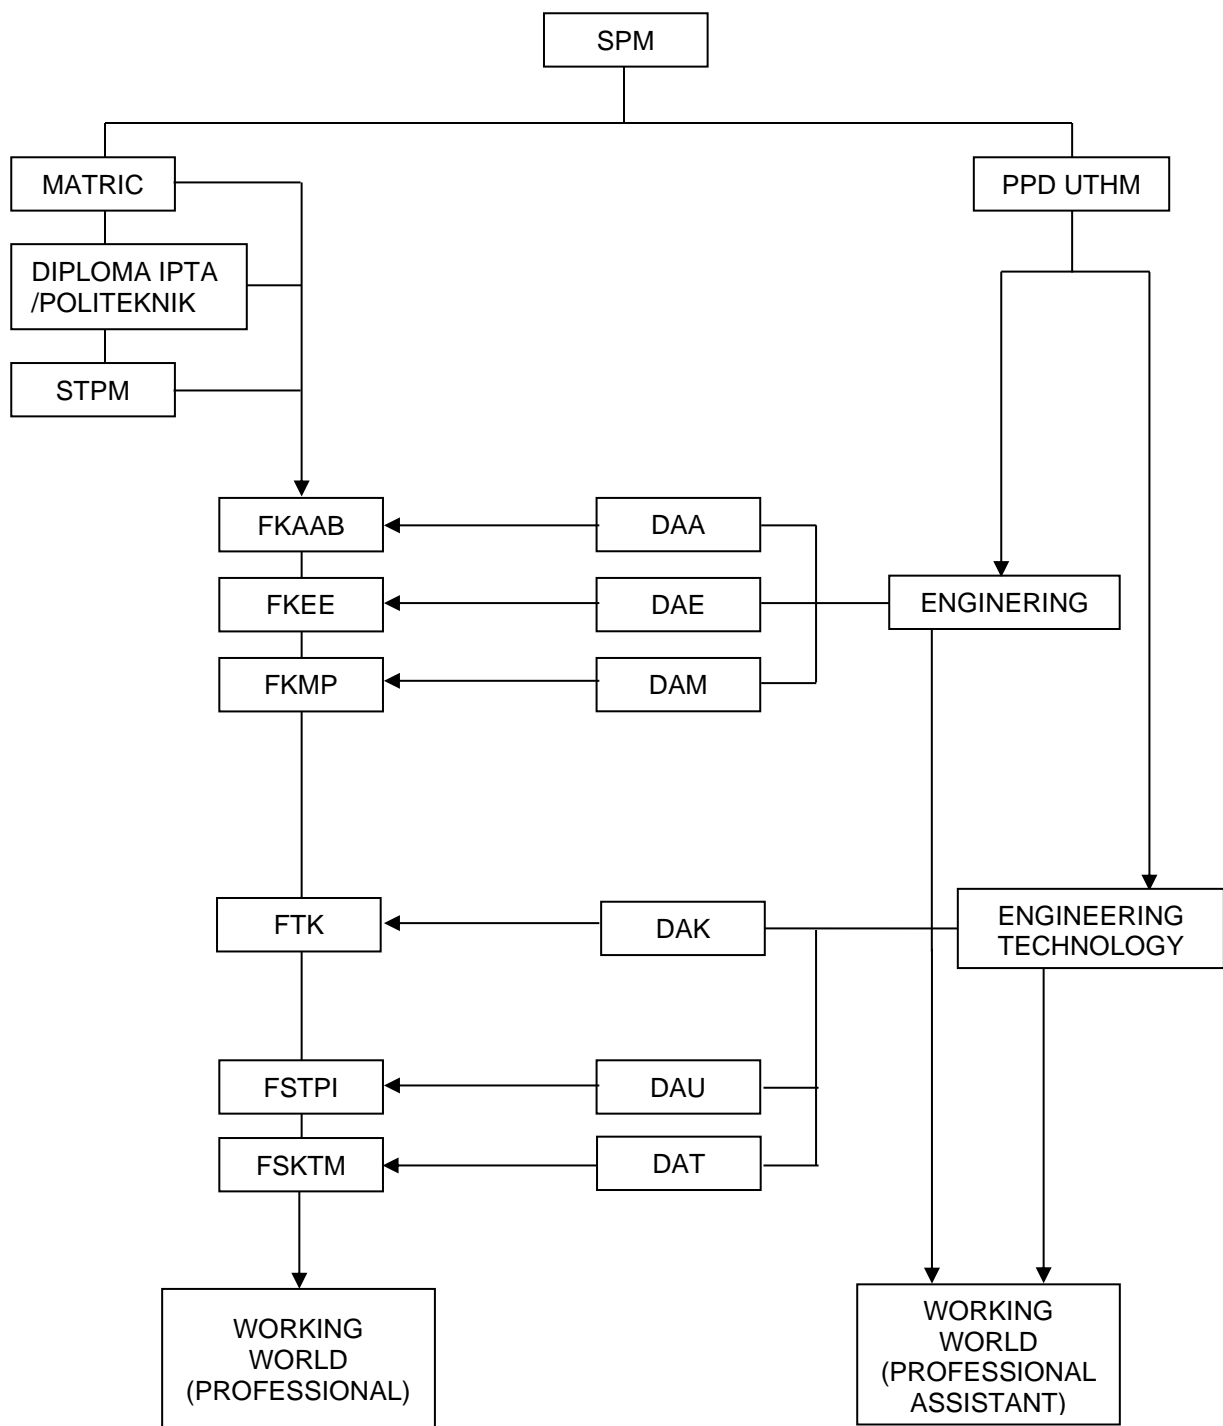 SPM
MATRIC
PPD UTHM
DIPLOMA IPTA
/POLITEKNIK
STPM
FKAAB
DAA
FKEE
DAE
ENGINERING
FKMP
DAM
FTK
DAK
ENGINEERING
TECHNOLOGY
FSTPI
DAU
FSKTM
DAT
WORKING
WORLD
(PROFESSIONAL)
WORKING
WORLD
(PROFESSIONAL
ASSISTANT)